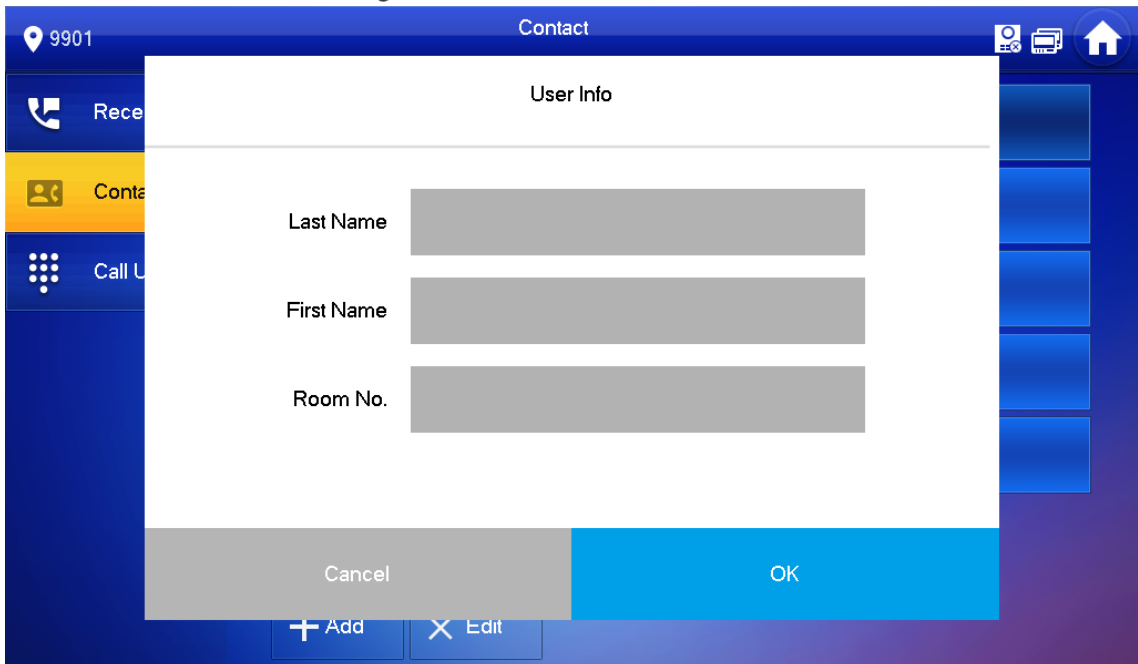 Contact
9901
User Info
Rece
Conta
Last Name
Call U
First Name
Room No.
Cancel
OK
Add
Edit